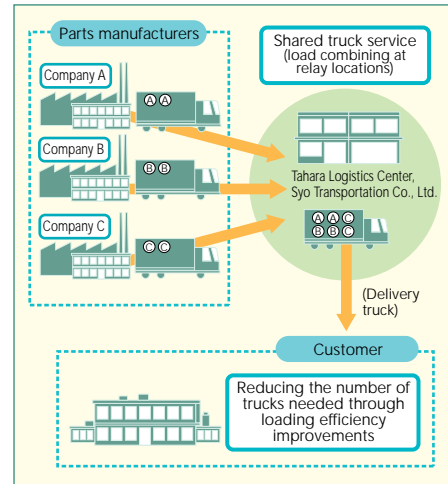 Parts manufacturers
Company A
A A
Company B
B B
Company C
C C
Shared truck service
(load combining at
relay locations)
Tahara Logistics Center,
Syo Transportation Co., Ltd.
A A C
B B C
(Delivery
truck)
Customer
Reducing the number of
trucks needed through
loading efficiency
improvements